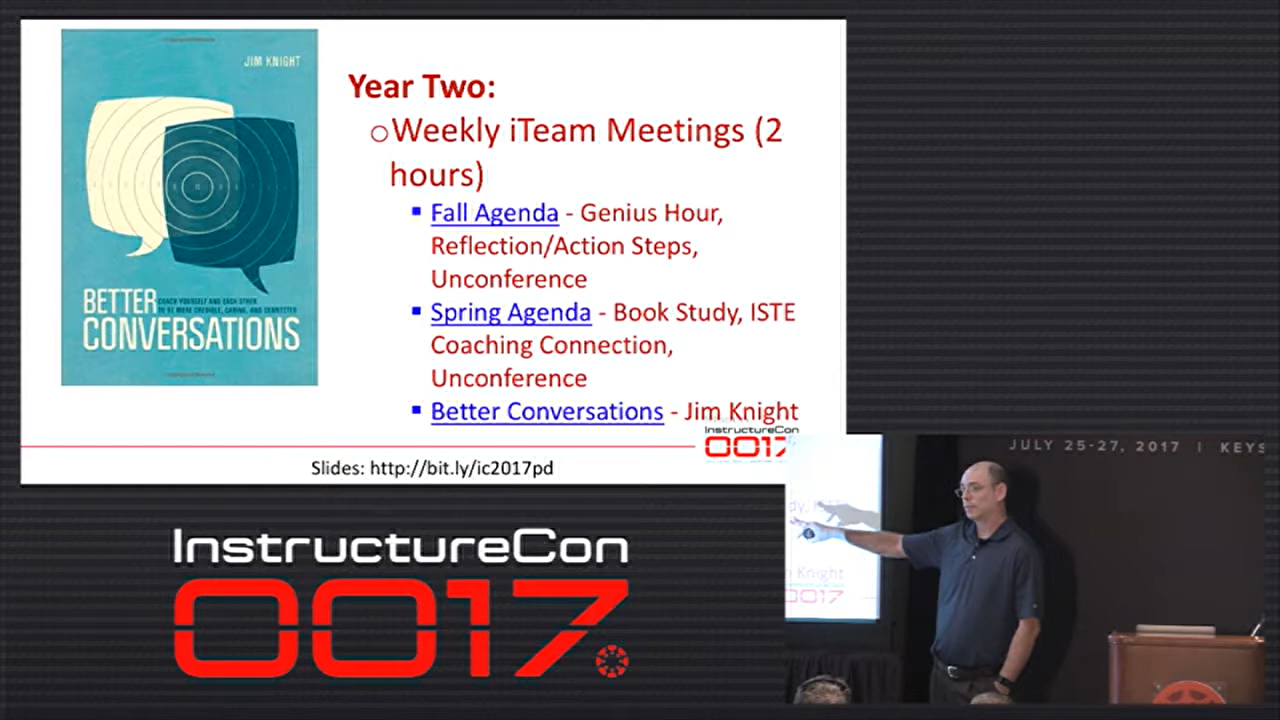 JIM KNIGHT
BETTER
COACH YOURSELF AND EACH OTHER
TO BE MORE CREDIBLE, CARING, AND CONNECTED
CONVERSATIONS
Year Two:
Weekly iTeam Meetings (2
hours)
Fall Agenda - Genius Hour,
Reflection/Action Steps,
Unconference
Spring Agenda - Book Study, ISTE
Coaching Connection,
Unconference
Better Conversations - Jim Knight
InstructureCon
0017
Slides: http://bit.ly/ic2017pd
InstructureCon
0017
JULY 25-27, 2017 | KEYS
Knight
0017